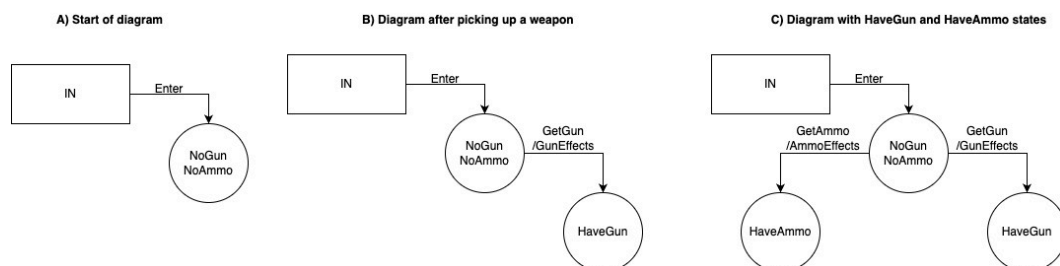 A) Start of diagram
IN
Enter
NoGun
NoAmmo
B) Diagram after picking up a weapon
IN
Enter
NoGun
NoAmmo
GetGun
/GunEffects
HaveGun
C) Diagram with HaveGun and HaveAmmo states
IN
Enter
GetAmmo
/AmmoEffects
NoGun
NoAmmo
GetGun
/GunEffects
HaveAmmo
HaveGun